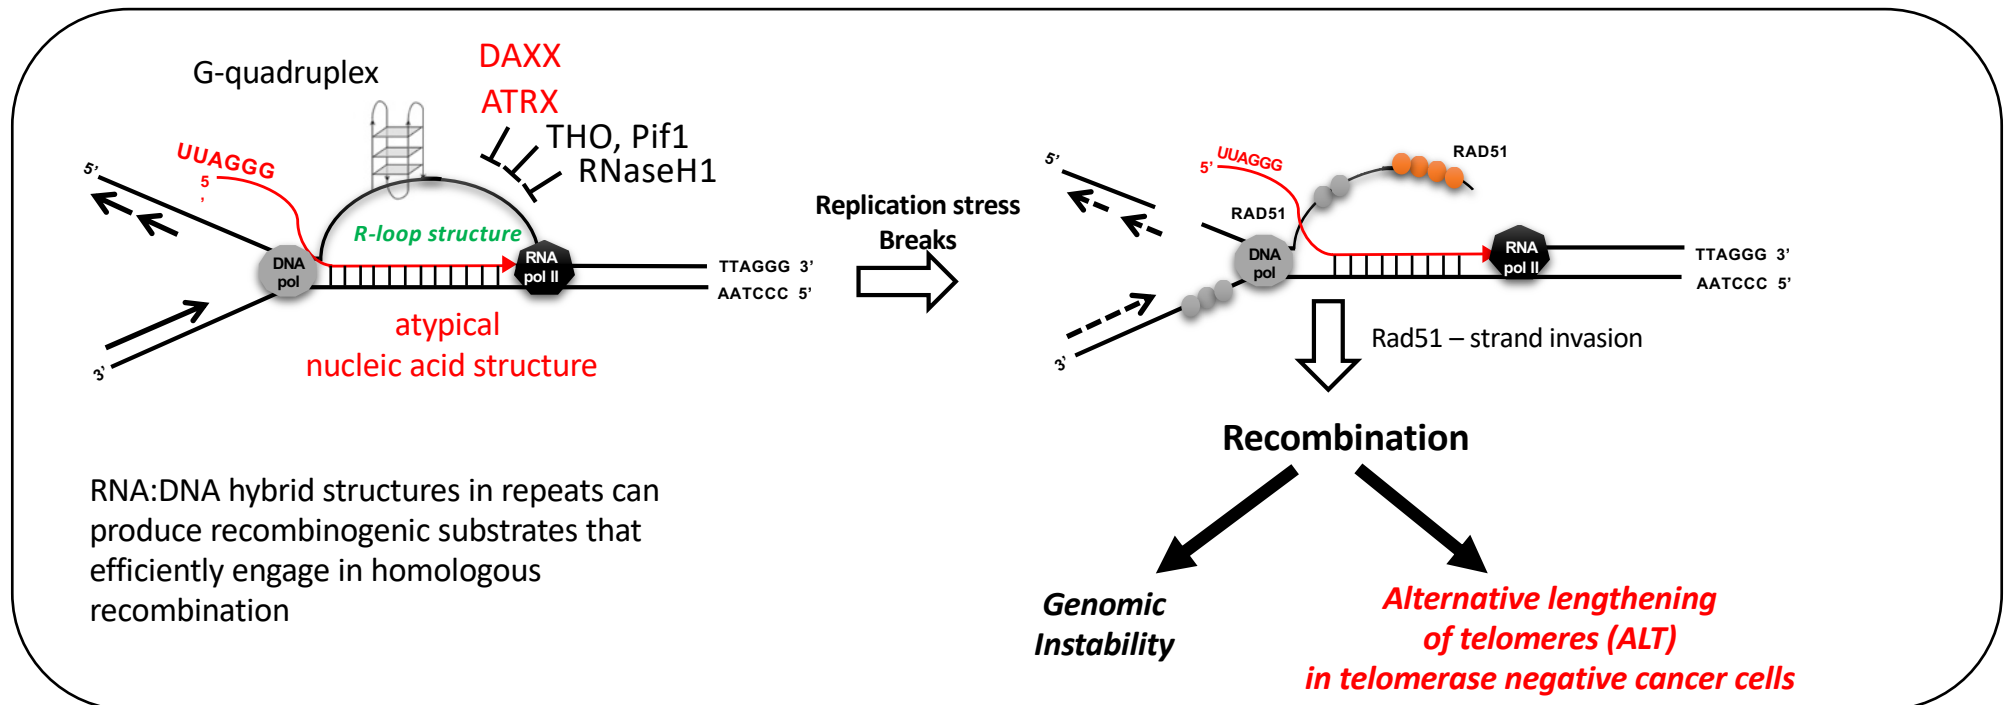 G-quadruplex
DAXX
ATRX
THO, Pif1
RNaseH1
UUAGGG
5
’
5’
R-loop structure
DNA
pol
RNA
pol II
TTAGGG 3’
AATCCC 5’
3’
atypical
nucleic acid structure
RNA:DNA hybrid structures in repeats can
produce recombinogenic substrates that
efficiently engage in homologous
recombination
Replication stress
Breaks
5’
5’ UUAGGG
RAD51
RAD51
DNA
pol
RNA
pol II
TTAGGG 3’
AATCCC 5’
3’
Rad51 – strand invasion
Recombination
Genomic
Instability
Alternative lengthening
of telomeres (ALT)
in telomerase negative cancer cells